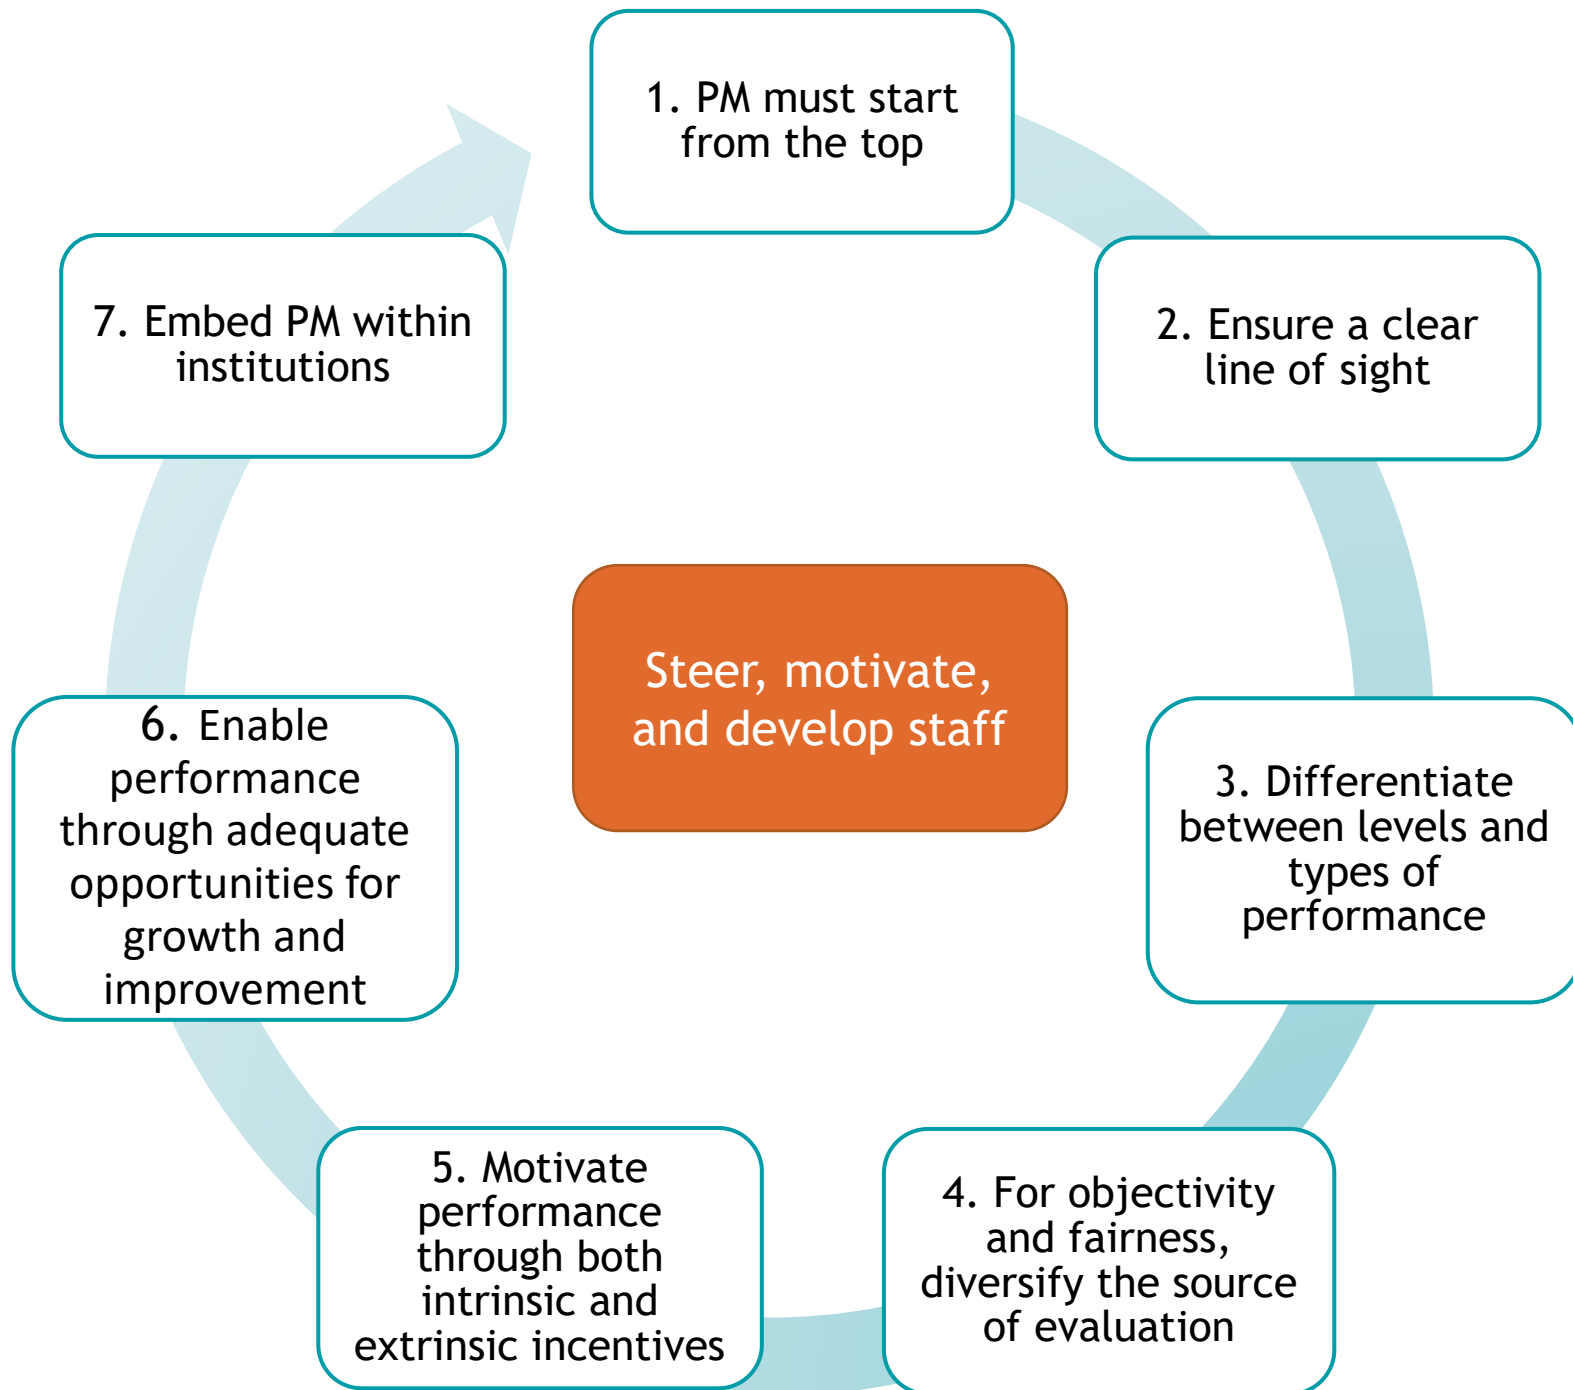 1. PM must start
from the top
2. Ensure a clear
line of sight
3. Differentiate
between levels and
types of
performance
4. For objectivity
and fairness,
diversify the source
of evaluation
5. Motivate
performance
through both
intrinsic and
extrinsic incentives
6. Enable
performance
through adequate
opportunities for
growth and
improvement
7. Embed PM within
institutions
Steer, motivate,
and develop staff